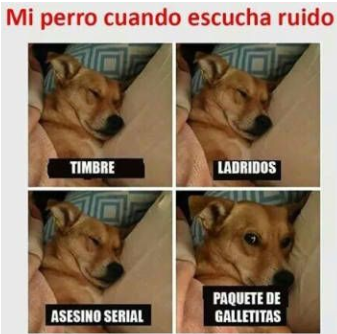 Mi perro cuando escucha ruido
TIMBRE
LADRIDOS
ASESINO SERIAL
PAQUETE DE
GALLETITAS